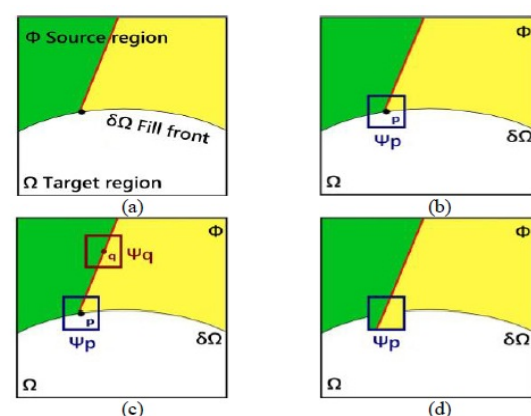 Φ Source region
δΩ Fill front
Ω Target region
(a)
Φ
p
Ψp
δΩ
Ω
(b)
Φ
q
Ψq
p
Ψp
δΩ
Ω
(c)
Φ
Ψp
δΩ
Ω
(d)